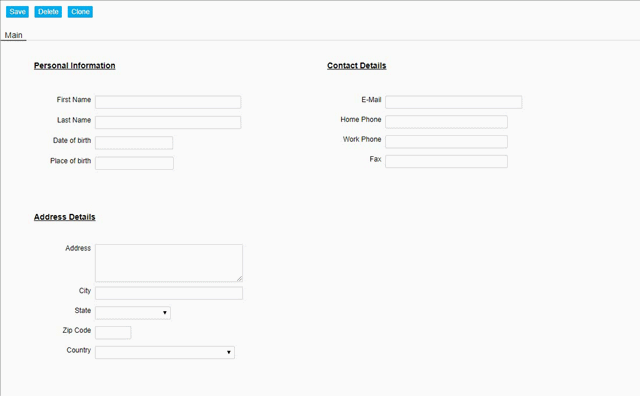 Save Delete Clone
Main
Personal Information
First Name
Last Name
Date of birth
Place of birth
Contact Details
E-Mail
Home Phone
Work Phone
Fax
Address Details
Address
City
State
Zip Code
Country